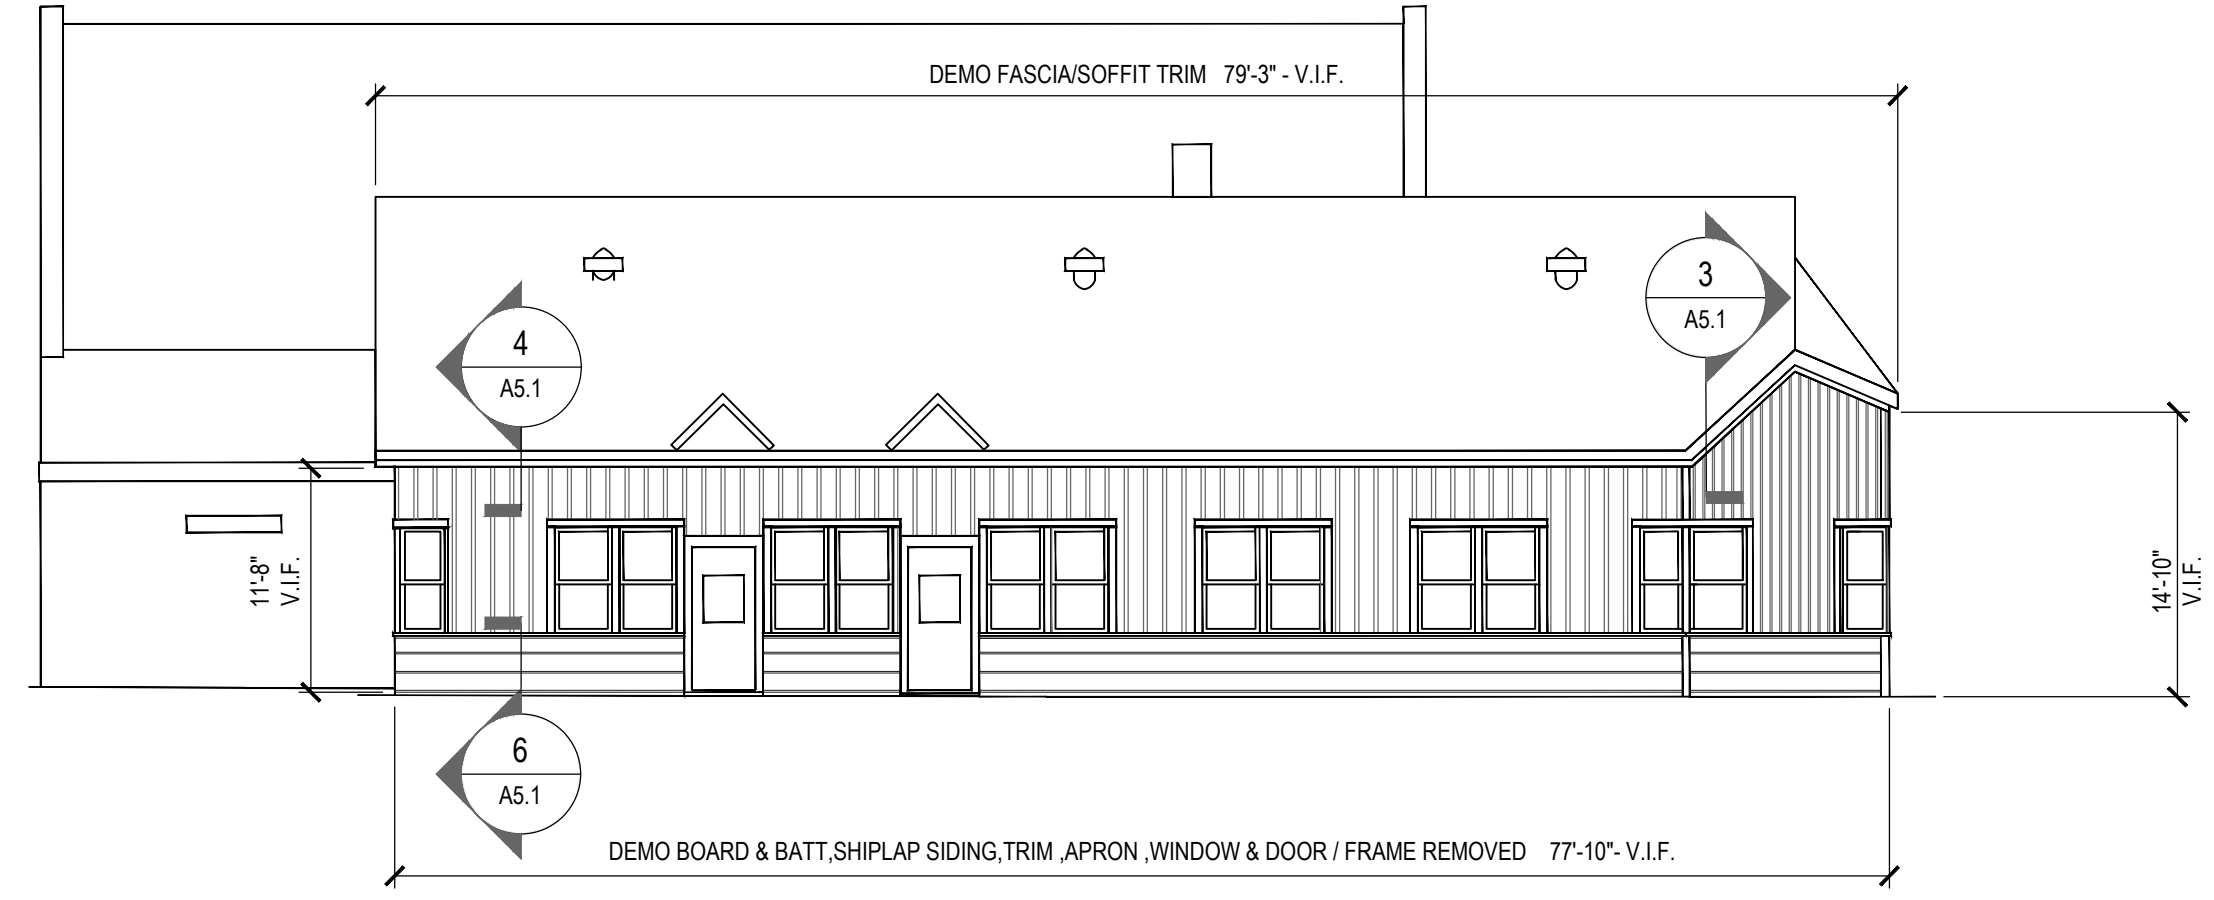 DEMO FASCIA/SOFFIT TRIM 79'-3" - V.I.F.
3
A5.1
4
A5.1
11'-8"
V.I.F.
14'-10"
V.I.F.
6
A5.1
DEMO BOARD & BATT,SHIPLAP SIDING,TRIM ,APRON ,WINDOW & DOOR / FRAME REMOVED 77'-10"- V.I.F.